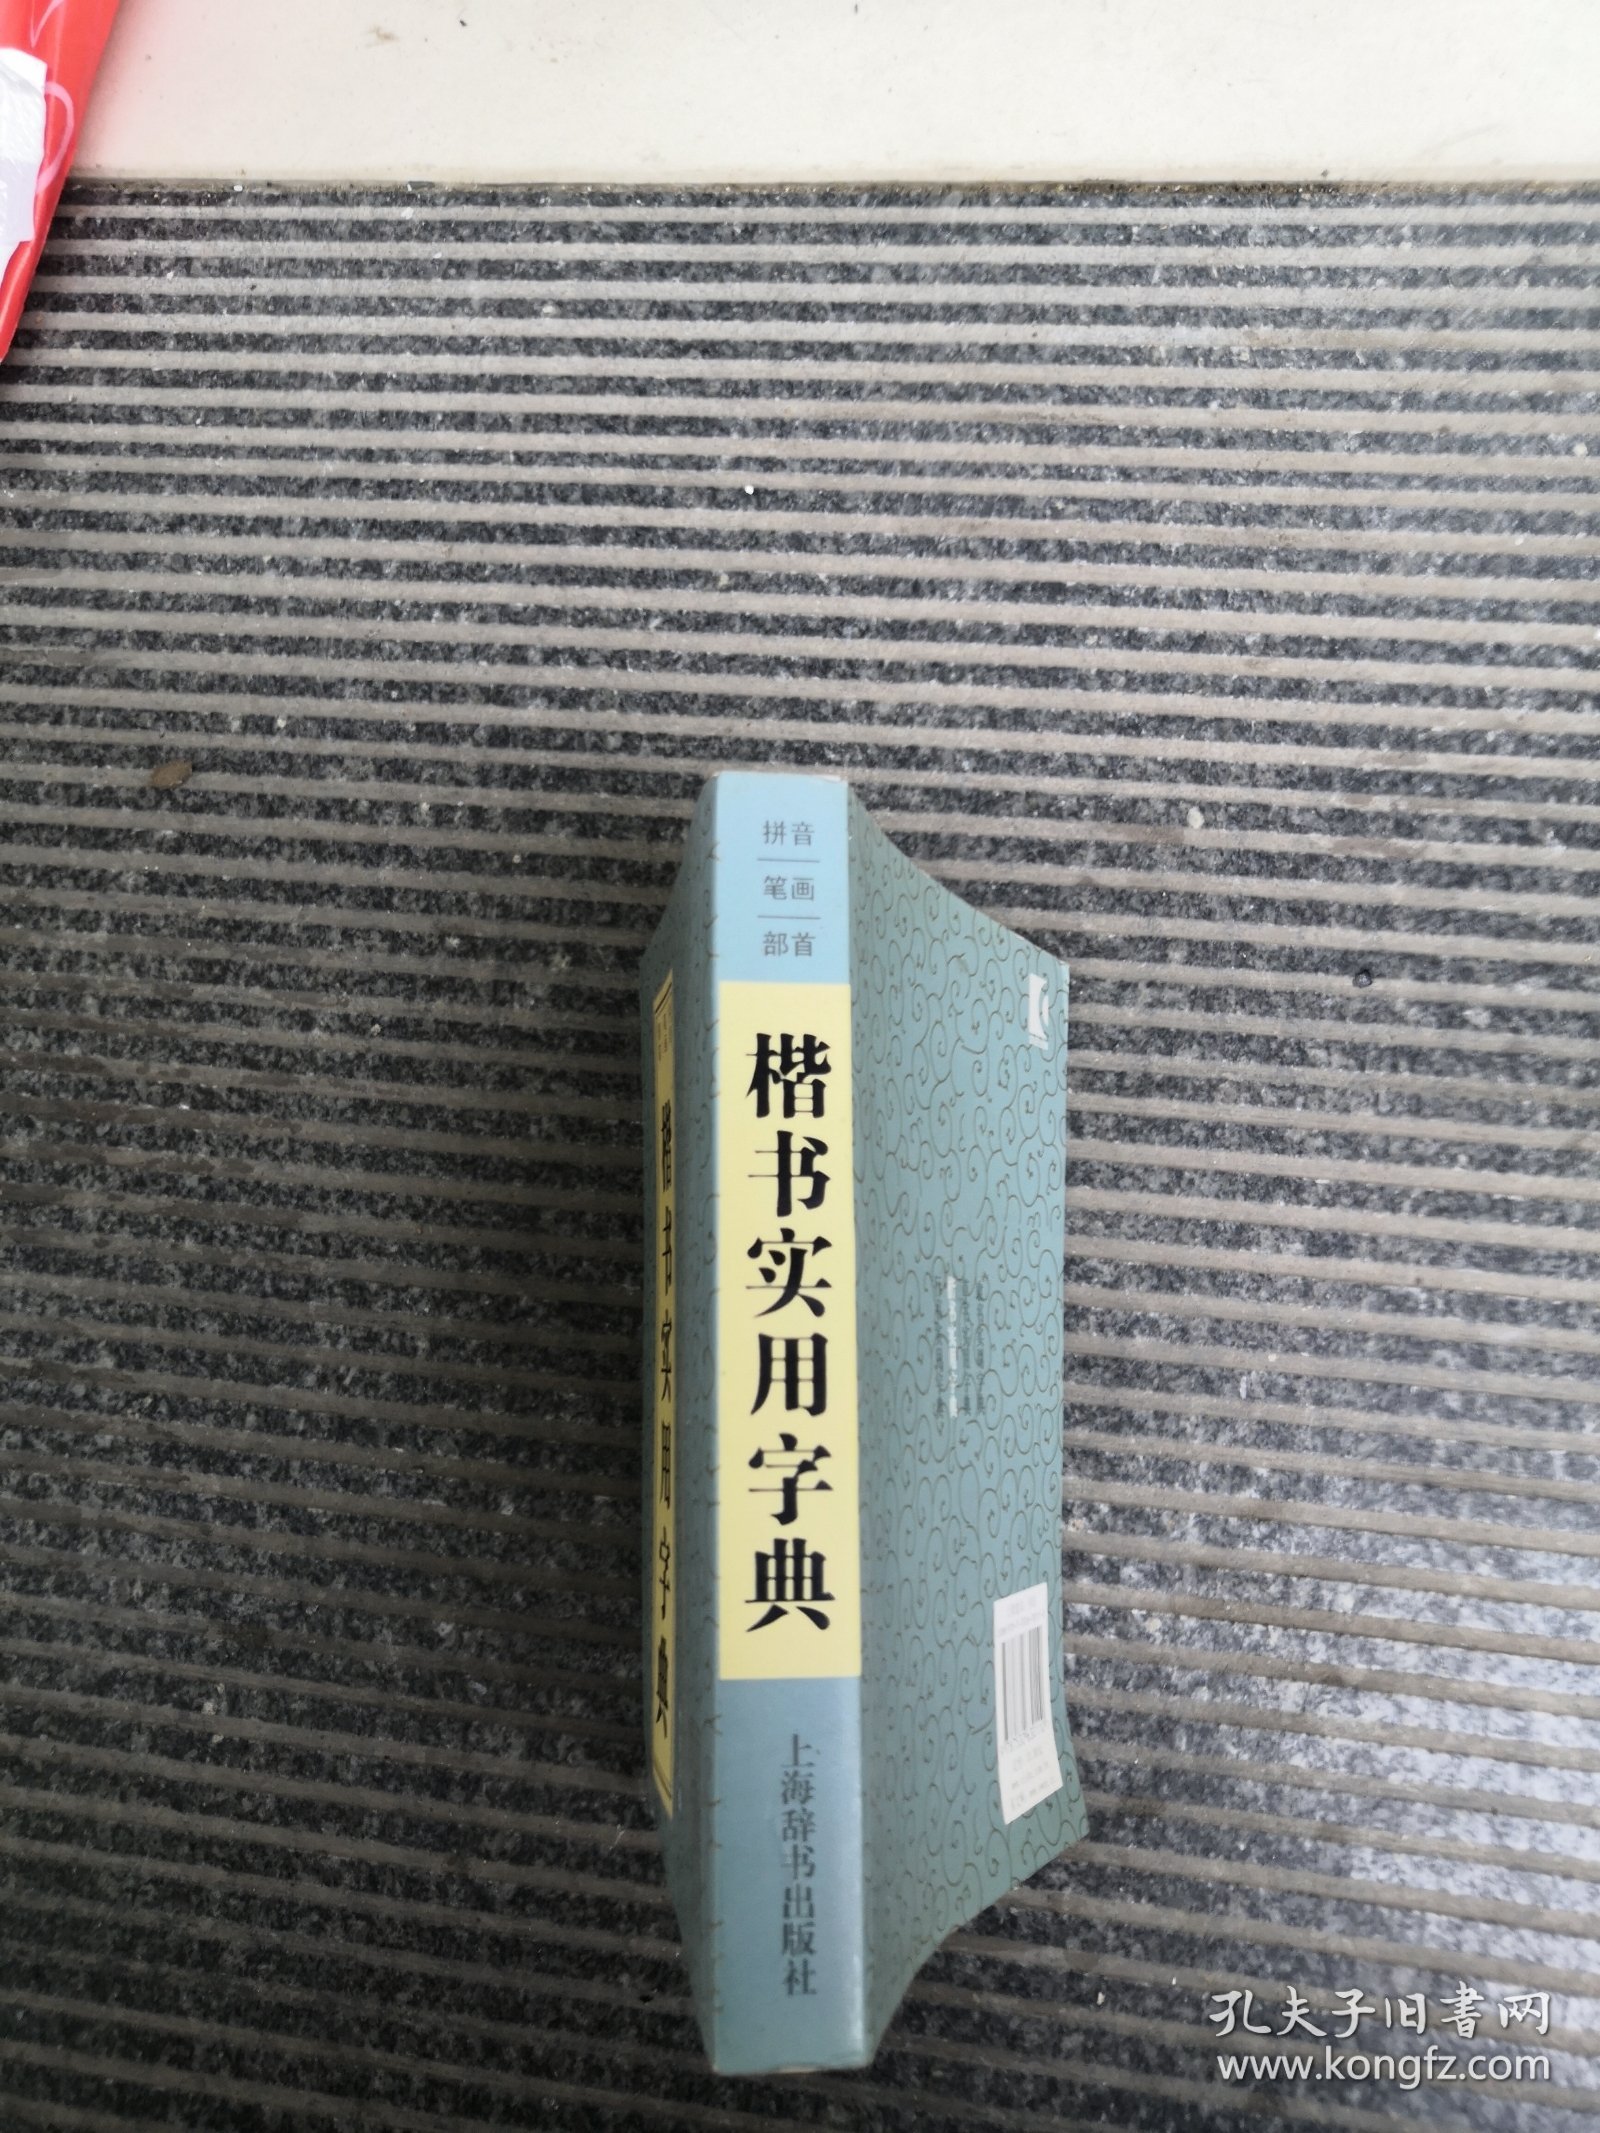 拼音
笔画
部首
楷书实用字典
上海辞书出版社
楷书实用字典
孔夫子旧書网
www.kongfz.com